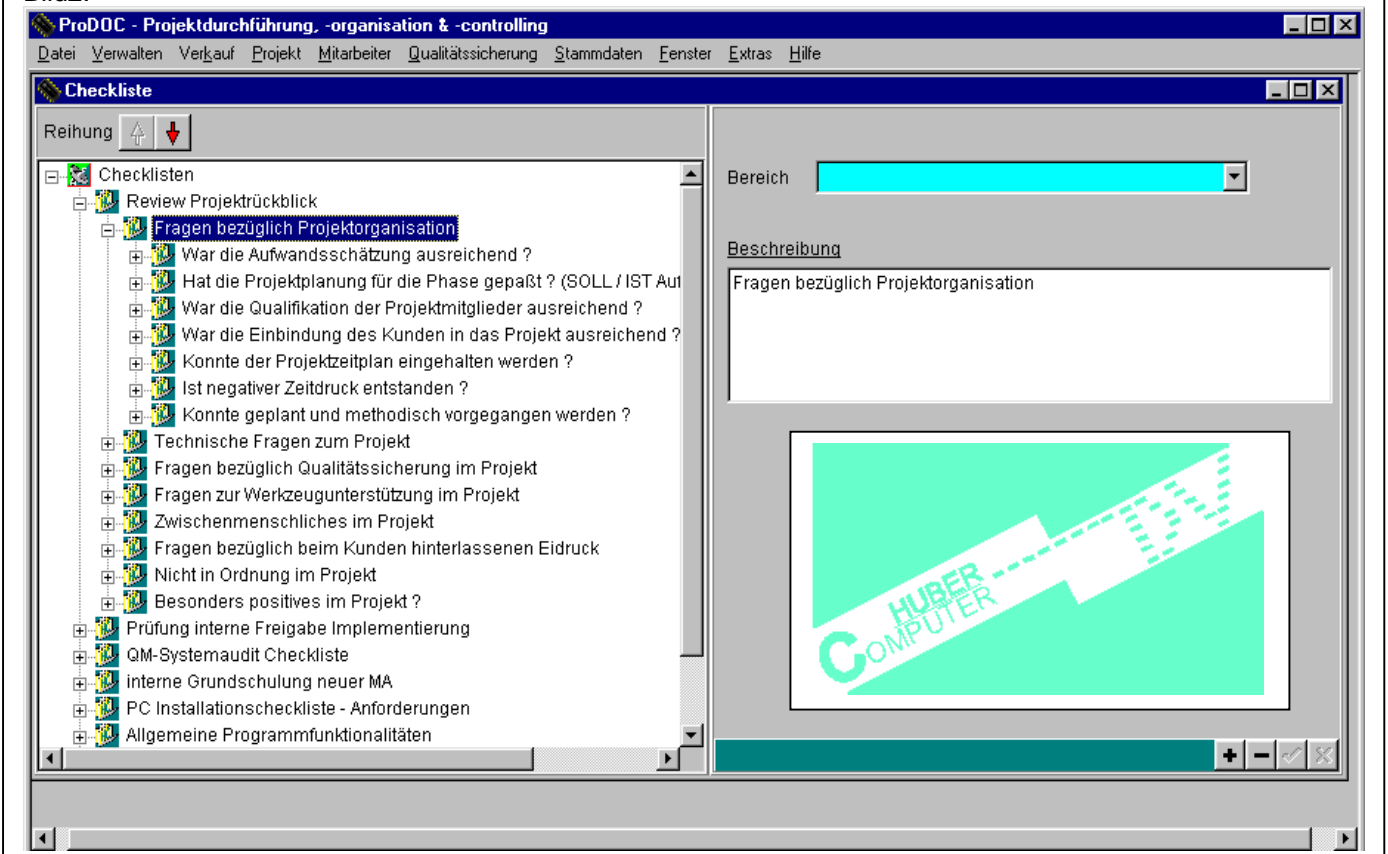 ProDOC - Projektdurchführung, -organisation & -controlling
Datei Verwalten Verkauf Projekt Mitarbeiter Qualitätssicherung Stammdaten Fenster Extras Hilfe
Checkliste
Reihung
Checklisten
Review Projektrückblick
Fragen bezüglich Projektorganisation
War die Aufwandsschätzung ausreichend ?
Hat die Projektplanung für die Phase gepaßt ? (SOLL / IST Auf
War die Qualifikation der Projektmitglieder ausreichend ?
War die Einbindung des Kunden in das Projekt ausreichend ?
Konnte der Projektzeitplan eingehalten werden ?
Ist negativer Zeitdruck entstanden ?
Konnte geplant und methodisch vorgegangen werden ?
Technische Fragen zum Projekt
Fragen bezüglich Qualitätssicherung im Projekt
Fragen zur Werkzeugunterstützung im Projekt
Zwischenmenschliches im Projekt
Fragen bezüglich beim Kunden hinterlassenen Eidruck
Nicht in Ordnung im Projekt
Besonders positives im Projekt ?
Prüfung interne Freigabe Implementierung
QM-Systemaudit Checkliste
interne Grundschulung neuer MA
PC Installationscheckliste - Anforderungen
Allgemeine Programmfunktionalitäten
Bereich
Beschreibung
Fragen bezüglich Projektorganisation
HUBER
COMPUTER